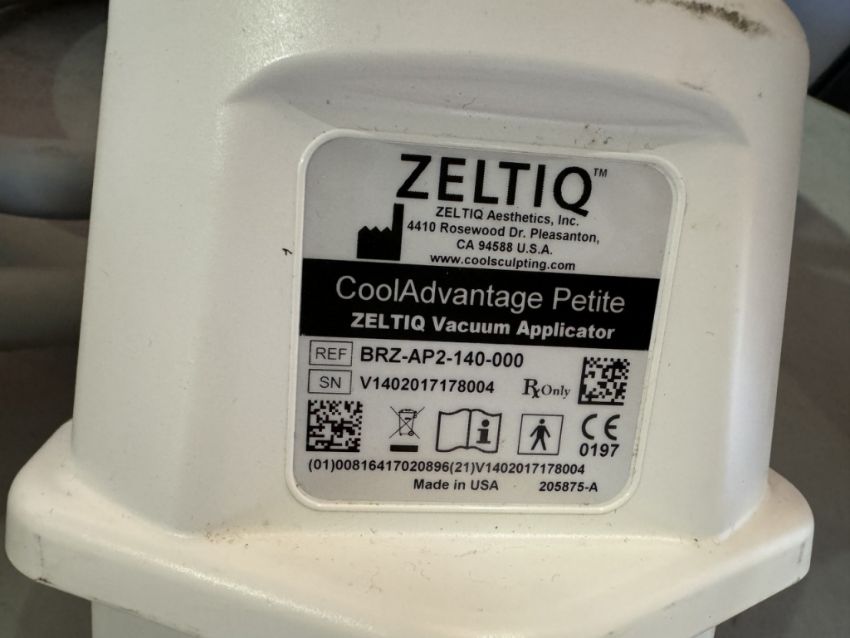 ZELTIQ™
ZELTIQ Aesthetics, Inc.
4410 Rosewood Dr. Pleasanton,
CA 94588 U.S.A.
www.coolsculpting.com
CoolAdvantage Petite
ZELTIQ Vacuum Applicator
REF BRZ-AP2-140-000
SN V1402017178004 ℞ Only
CE
0197
(01)00816417020896(21)V1402017178004
Made in USA 205875-A